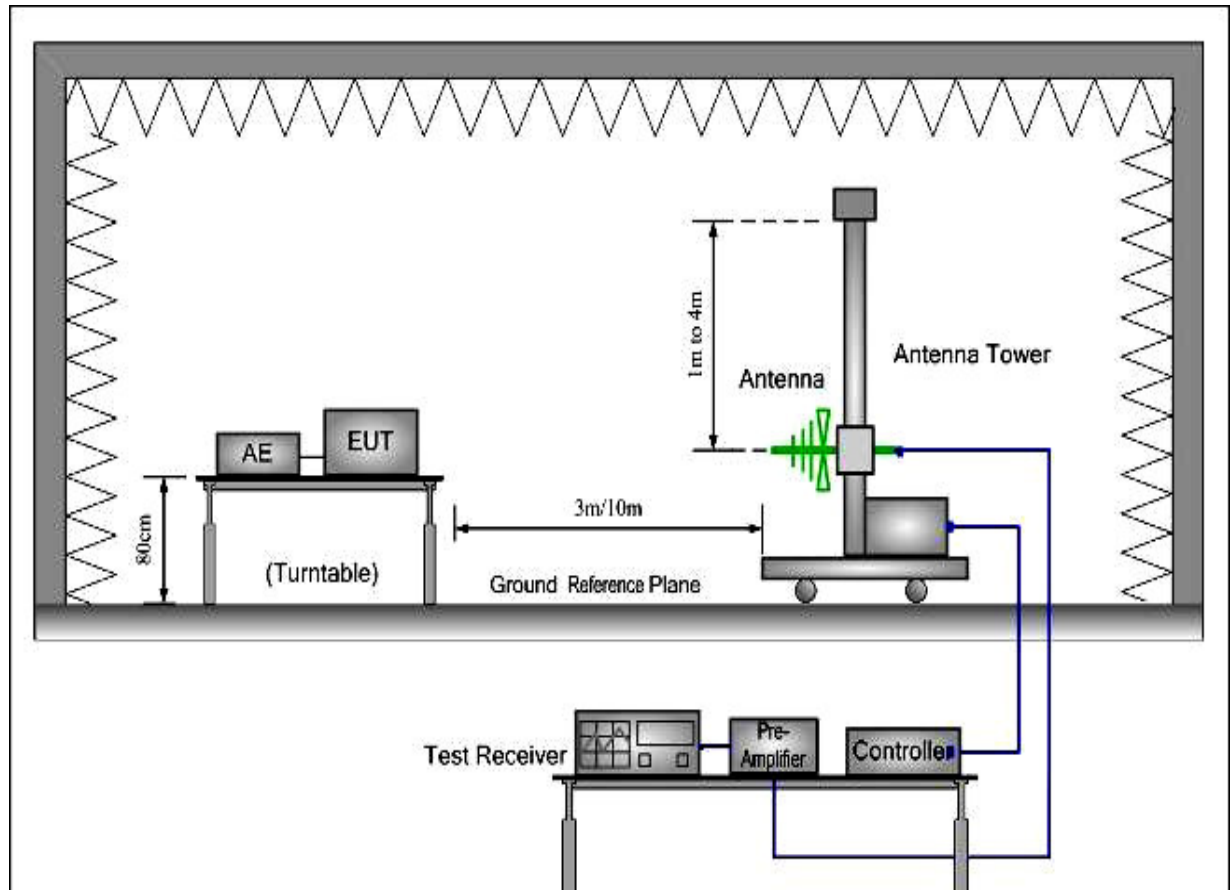 1m to 4m
Antenna Tower
Antenna
AE
EUT
80cm
3m/10m
(Turntable)
Ground Reference Plane
Test Receiver
Pre-
Amplifier
Controller